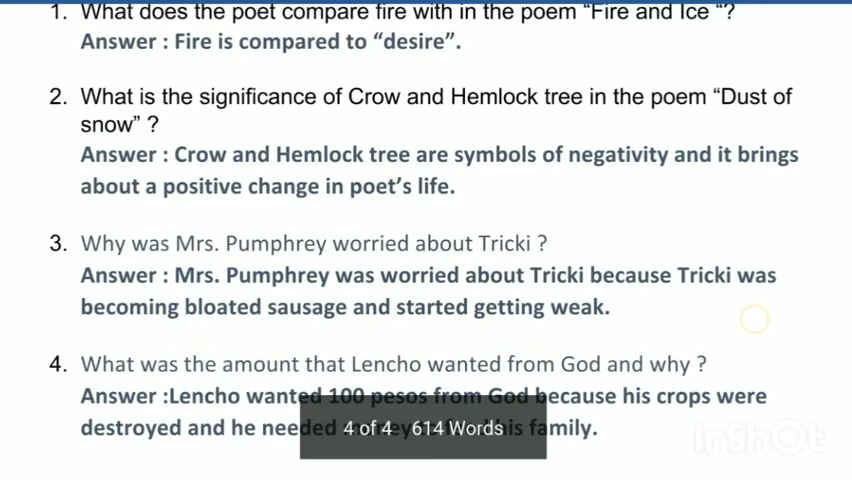 1. What does the poet compare fire with in the poem “Fire and Ice “?
Answer : Fire is compared to “desire”.
2. What is the significance of Crow and Hemlock tree in the poem “Dust of
snow” ?
Answer : Crow and Hemlock tree are symbols of negativity and it brings
about a positive change in poet’s life.
3. Why was Mrs. Pumphrey worried about Tricki ?
Answer : Mrs. Pumphrey was worried about Tricki because Tricki was
becoming bloated sausage and started getting weak.
4. What was the amount that Lencho wanted from God and why ?
Answer :Lencho wanted 100 pesos from God because his crops were
destroyed and he needed his family.
4 of 4 614 Words
InShOt